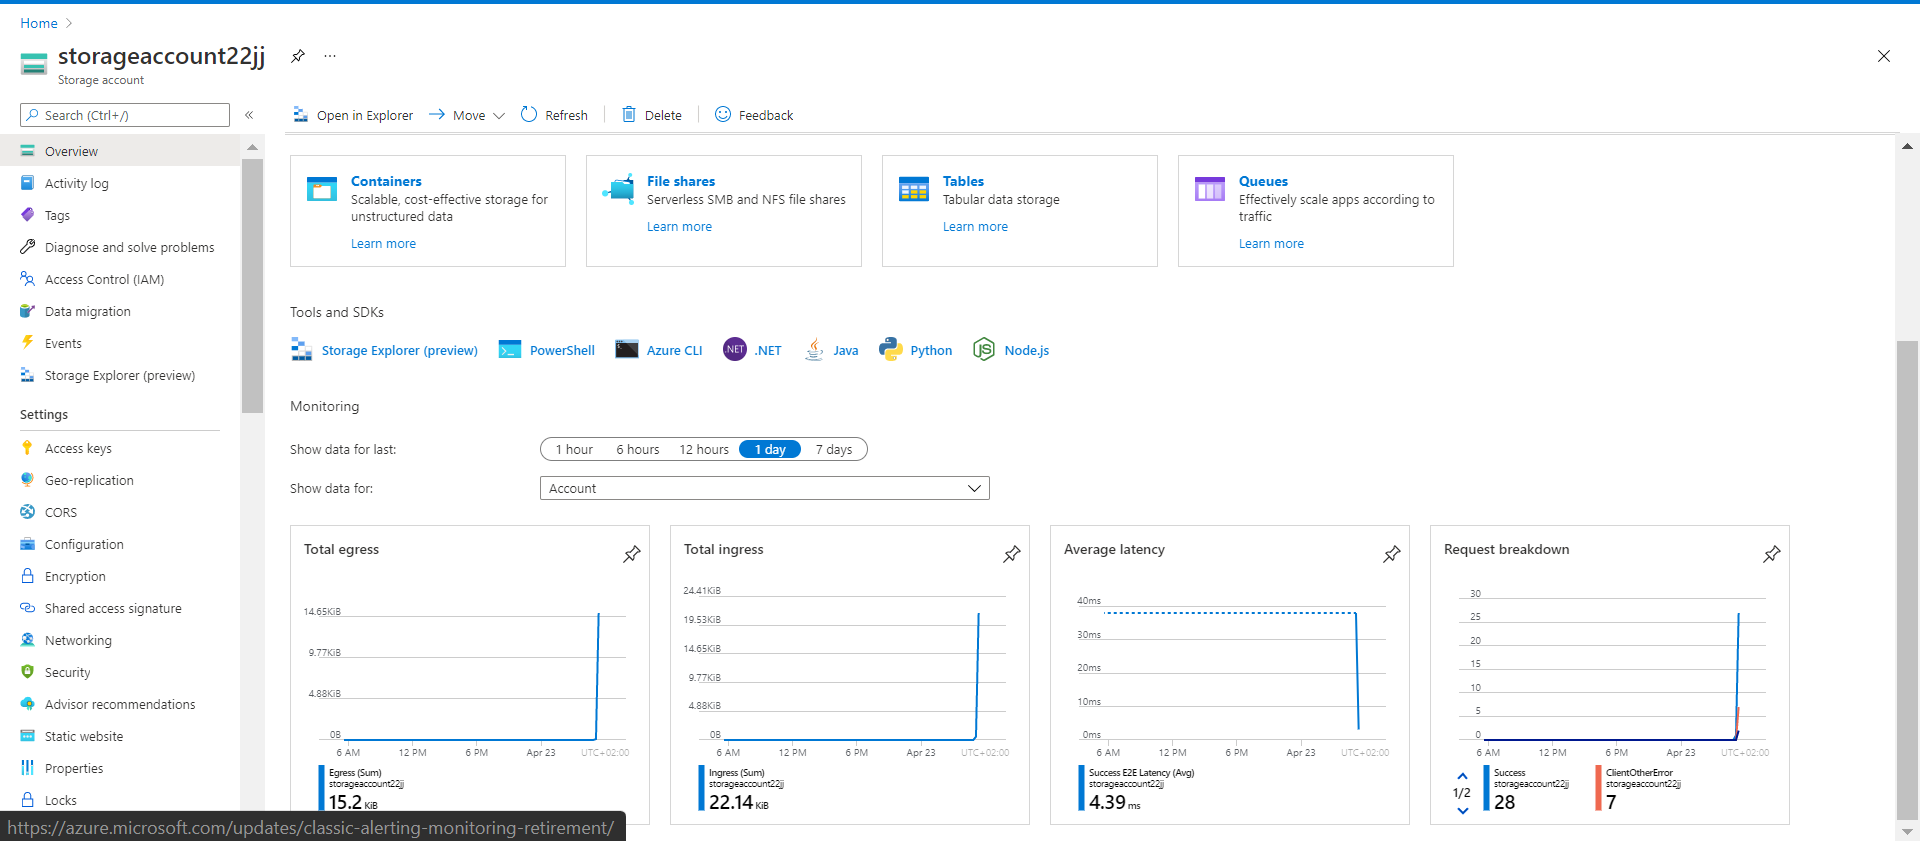 Home
storageaccount22jj
Storage account
Search (Ctrl+/)
Overview
Activity log
Tags
Diagnose and solve problems
Access Control (IAM)
Data migration
Events
Storage Explorer (preview)
Settings
Access keys
Geo-replication
CORS
Configuration
Encryption
Shared access signature
Networking
Security
Advisor recommendations
Static website
Properties
Locks
Open in Explorer Move Refresh Delete Feedback
Containers
Scalable, cost-effective storage for
unstructured data
Learn more
File shares
Serverless SMB and NFS file shares
Learn more
Tables
Tabular data storage
Learn more
Queues
Effectively scale apps according to
traffic
Learn more
Tools and SDKs
Storage Explorer (preview) PowerShell Azure CLI NET .NET Java Python JS Node.js
Monitoring
Show data for last: 1 hour 6 hours 12 hours 1 day 7 days
Show data for: Account
Total egress
14.65KiB
9.77KiB
4.88KiB
0B
6 AM 12 PM 6 PM Apr 23 UTC+02:00
Egress (Sum)
storageaccount22jj
15.2 KiB
Total ingress
24.41KiB
19.53KiB
14.65KiB
9.77KiB
4.88KiB
0B
6 AM 12 PM 6 PM Apr 23 UTC+02:00
Ingress (Sum)
storageaccount22jj
22.14 KiB
Average latency
40ms
30ms
20ms
10ms
0ms
6 AM 12 PM 6 PM Apr 23 UTC+02:00
Success E2E Latency (Avg)
storageaccount22jj
4.39 ms
Request breakdown
30
25
20
15
10
5
0
6 AM 12 PM 6 PM Apr 23 UTC+02:00
1/2
Success
storageaccount22jj
28
ClientOtherError
storageaccount22jj
7
https://azure.microsoft.com/updates/classic-alerting-monitoring-retirement/